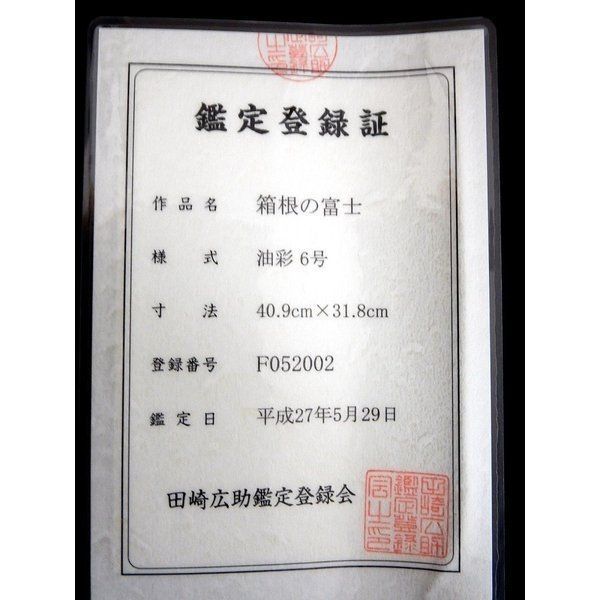 鑑定登録証
作品名 箱根の富士
様式 油彩 6号
寸法 40.9cm×31.8cm
登録番号 F052002
鑑定日 平成27年5月29日
田崎広助鑑定登録会